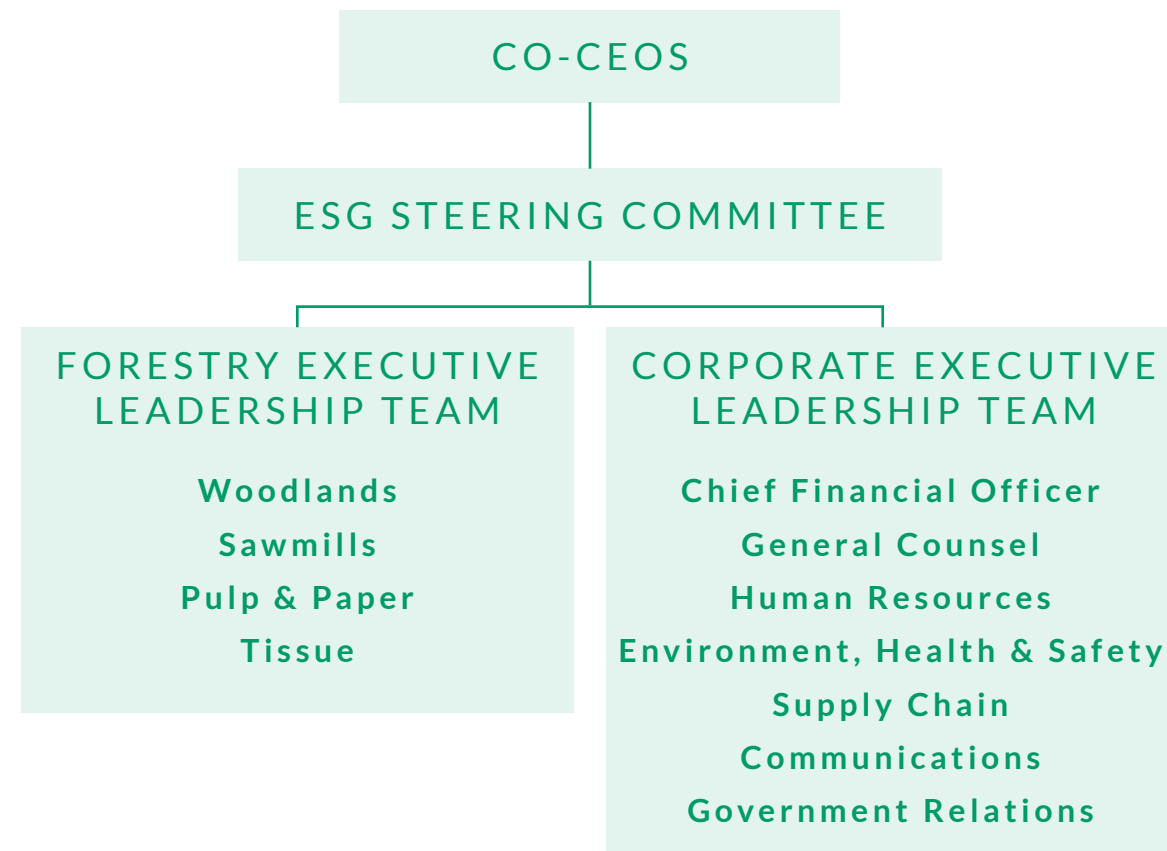 CO-CEOS
ESG STEERING COMMITTEE
FORESTRY EXECUTIVE
LEADERSHIP TEAM
Woodlands
Sawmills
Pulp & Paper
Tissue
CORPORATE EXECUTIVE
LEADERSHIP TEAM
Chief Financial Officer
General Counsel
Human Resources
Environment, Health & Safety
Supply Chain
Communications
Government Relations